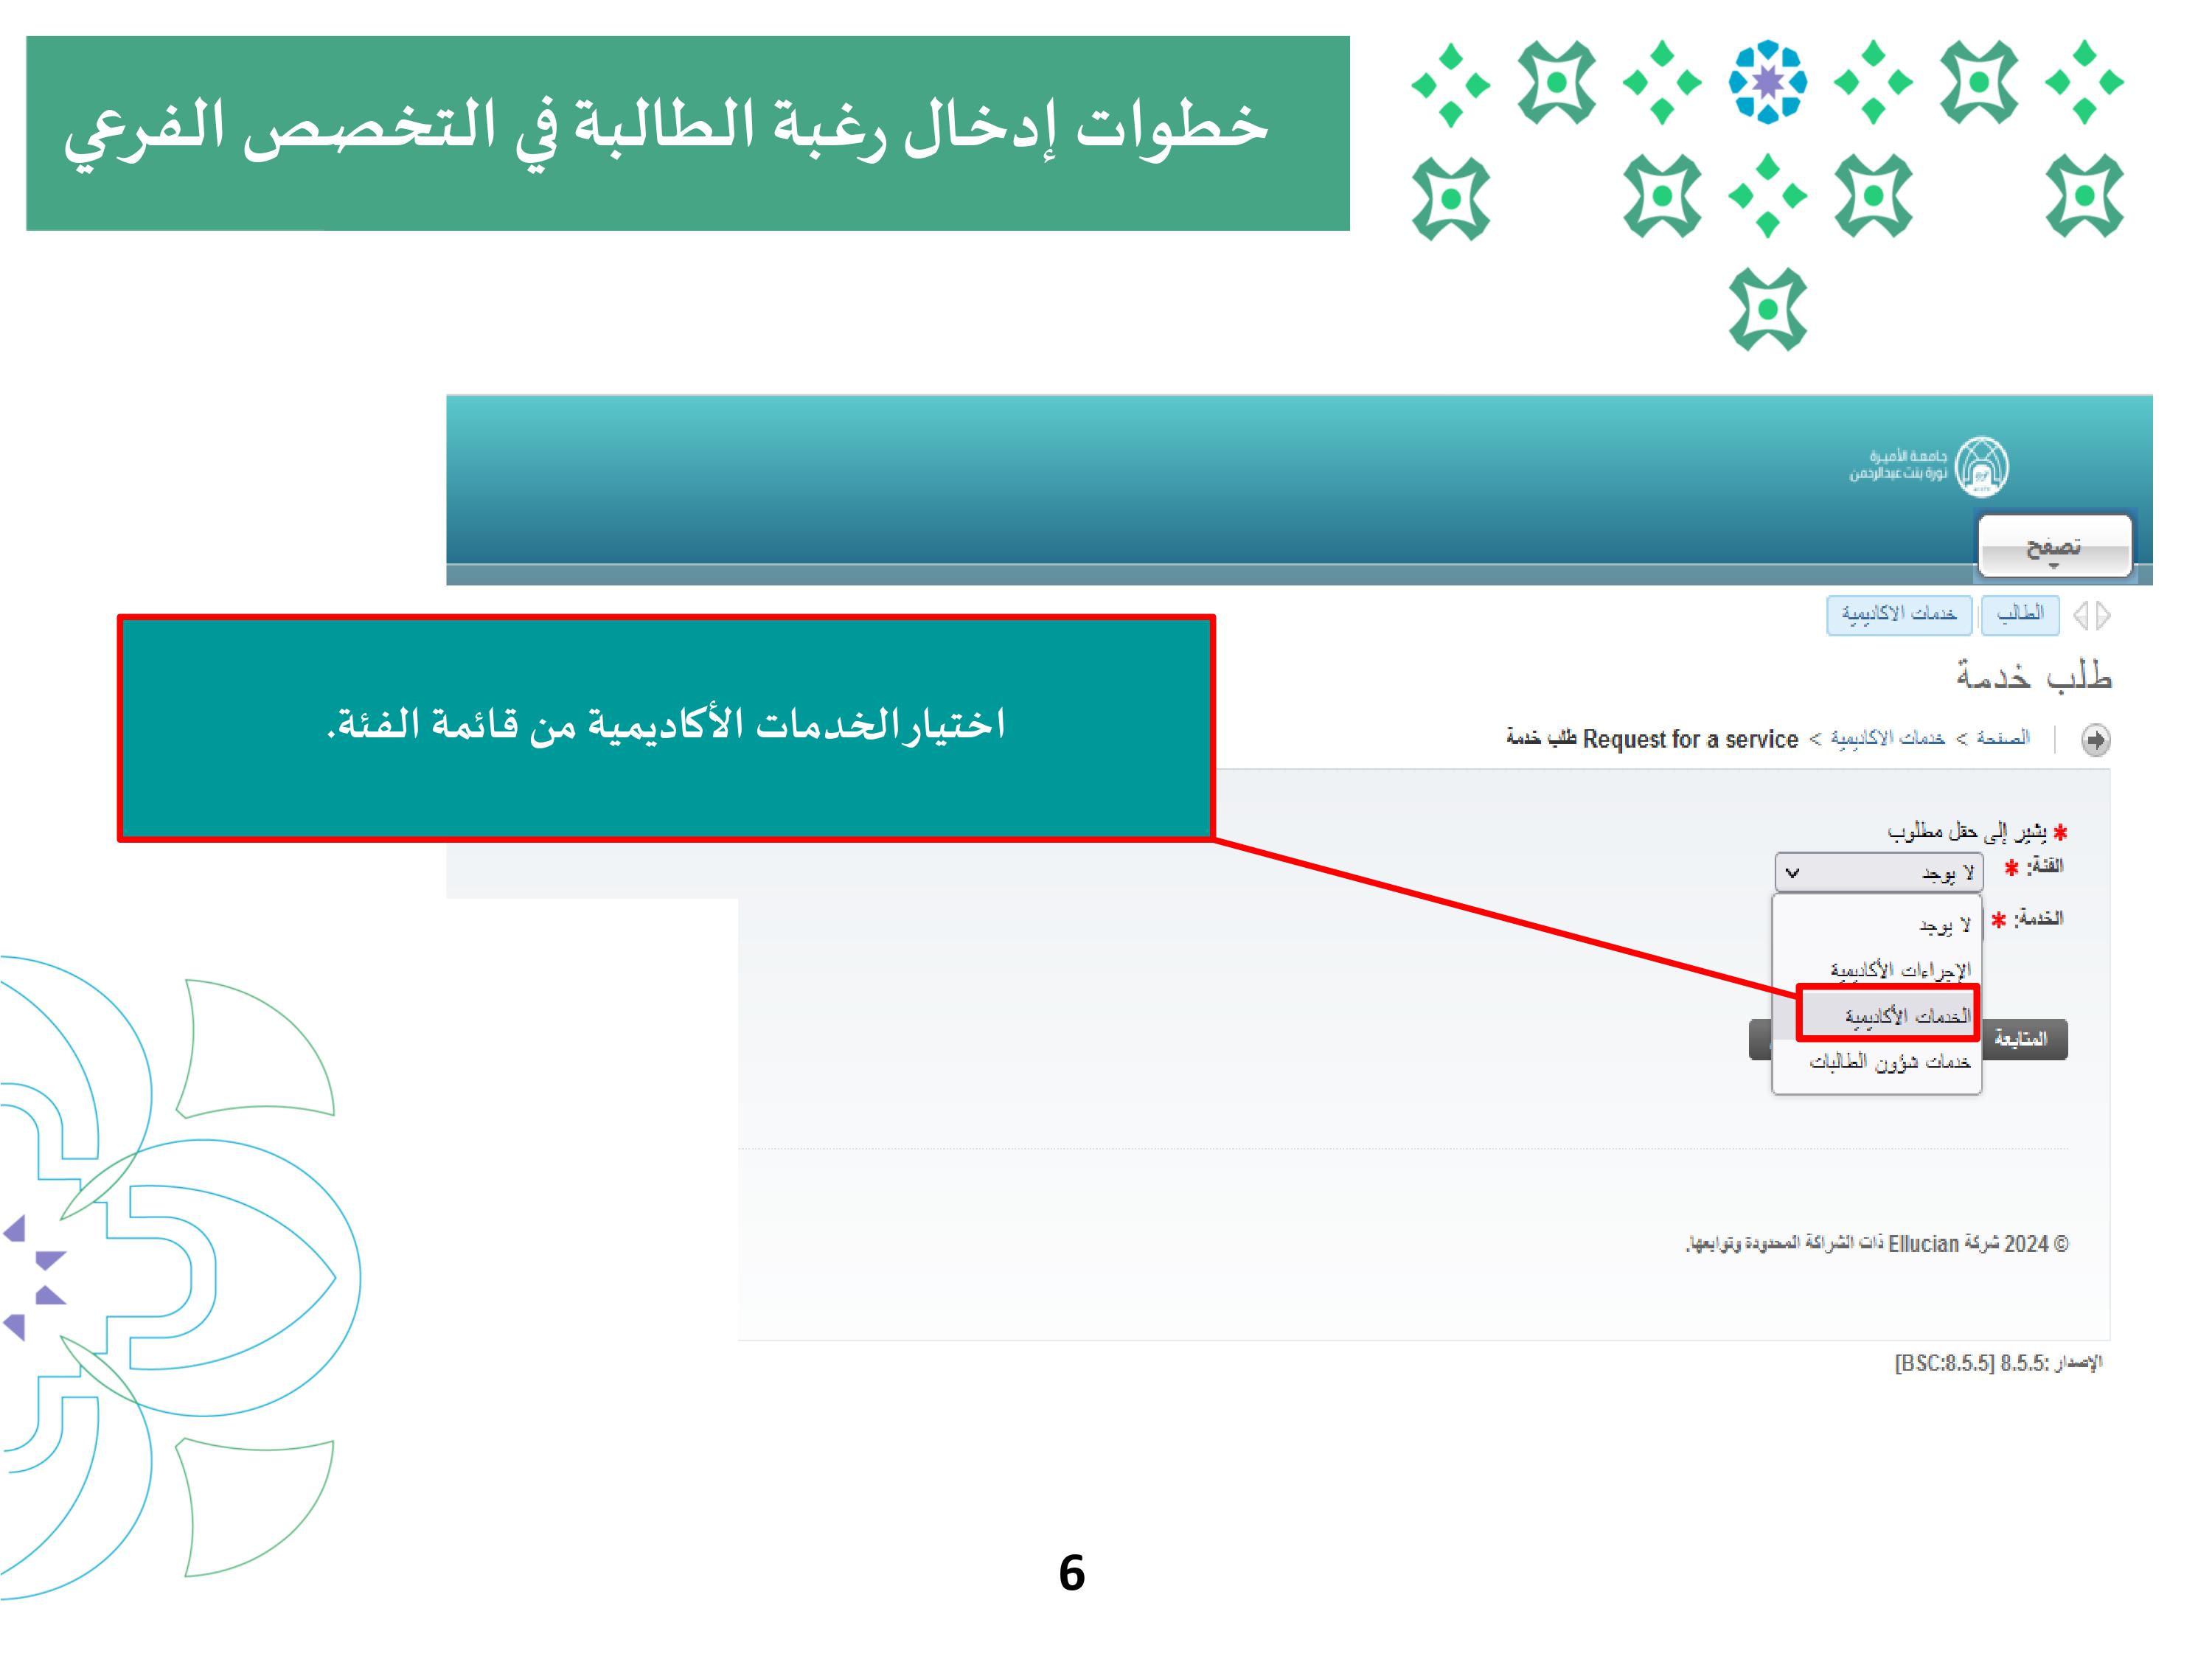 خطوات إدخال رغبة الطالبة في التخصص الفرعي
جامعة الأميرة
نورة بنت عبدالرحمن
تصفح
الطالب
خدمات الاكاديمية
طلب خدمة
الصفحة > خدمات الاكاديمية > Request for a service طلب خدمة
اختيار الخدمات الأكاديمية من قائمة الفئة.
* يشير إلى حقل مطلوب
الفئة: * لا يوجد
الخدمة: *
لا يوجد
الإجراءات الأكاديمية
الخدمات الأكاديمية
خدمات شؤون الطالبات
المتابعة
© 2024 شركة Ellucian ذات الشراكة المحدودة وتوابعها.
الإصدار :8.5.5 [BSC:8.5.5]
6